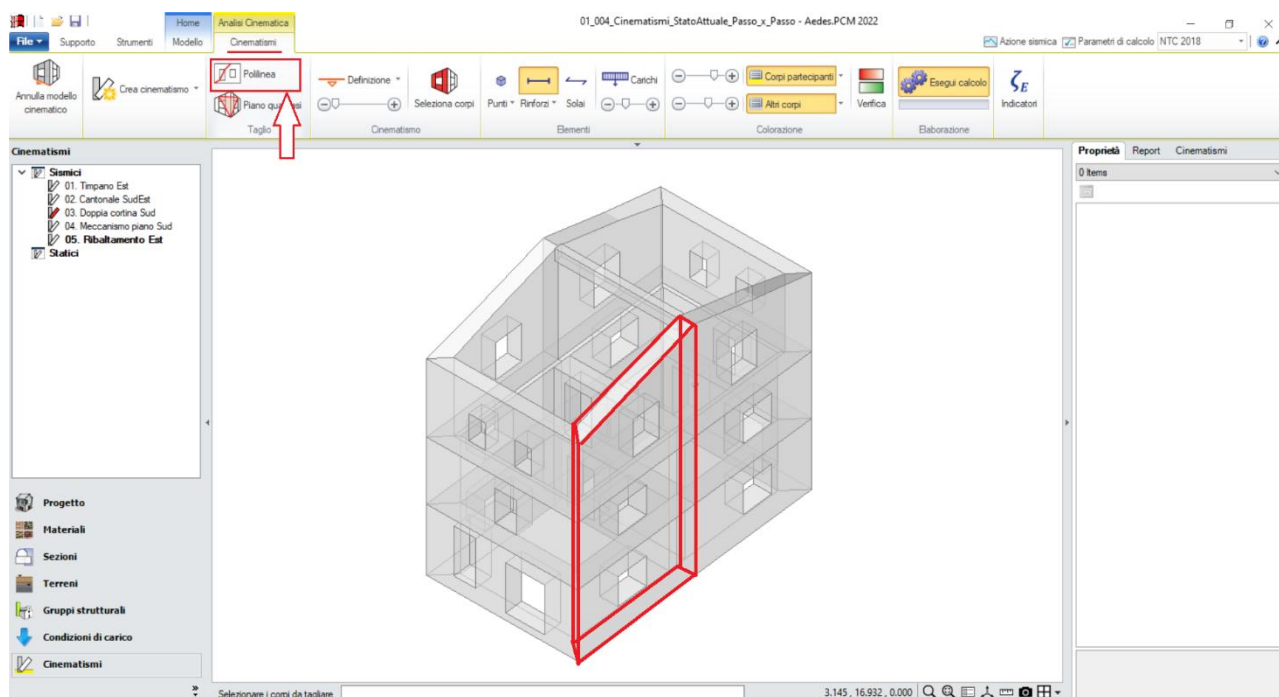 01_004_Cinematismi_StatoAttuale_Passo_x_Passo - Aedes.PCM 2022
Home
Analisi Cinematica
File
Supporto
Strumenti
Modello
Cinematismi
Azione sismica
Parametri di calcolo
NTC 2018
Annulla modello
cinematico
Crea cinematismo
Polilinea
Piano qu
Taglio
Definizione
Seleziona corpi
Cinematismo
Punti
Rinforzi
Solai
Carichi
Elementi
Corpi partecipanti
Altri corpi
Verifica
Colorazione
Esegui calcolo
Elaborazione
ζE
Indicatori
Cinematismi
Sismici
01. Timpano Est
02. Cantonale SudEst
03. Doppia cortina Sud
04. Meccanismo piano Sud
05. Ribaltamento Est
Statici
Progetto
Materiali
Sezioni
Terreni
Gruppi strutturali
Condizioni di carico
Cinematismi
Proprietà
Report
Cinematismi
0 Items
Selezionare i corpi da tagliare
3.145 , 16.932 , 0.000